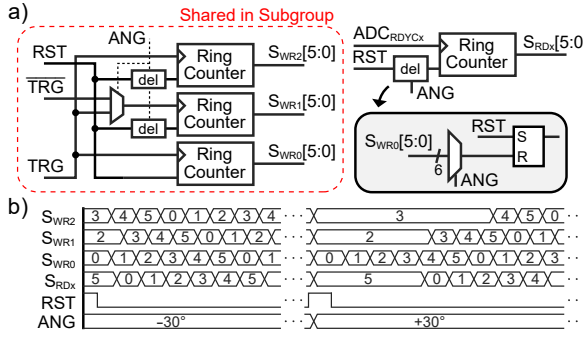 a)
Shared in Subgroup
ANG
RST
TRG
TRG
del
del
Ring Counter
Ring Counter
Ring Counter
S_WR2[5:0]
S_WR1[5:0]
S_WR0[5:0]
ADC_RDYCx
RST
del
ANG
Ring Counter
S_RDx[5:0]
S_WR0[5:0]
6
ANG
RST
S
R
b)
S_WR2 3 4 5 0 1 2 3 4 ··· 3 4 5 0 ··
S_WR1 2 3 4 5 0 1 2 ··· 2 3 4 5 0 1 ··
S_WR0 0 1 2 3 4 5 0 1 ··· 0 1 2 3 4 5 0 1 2 3 ··
S_RDx 5 0 1 2 3 4 5 ··· 5 0 1 2 3 4 ··
RST ··· ··
ANG −30° ··· +30° ··